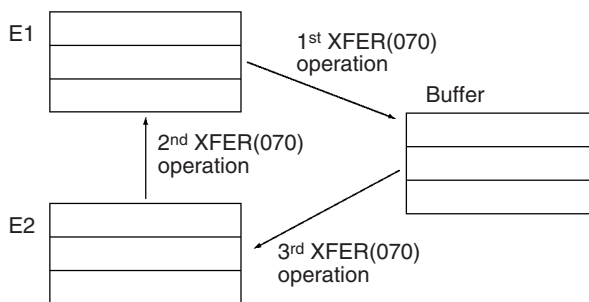 E1
1st XFER(070)
operation
Buffer
2nd XFER(070)
operation
E2
3rd XFER(070)
operation